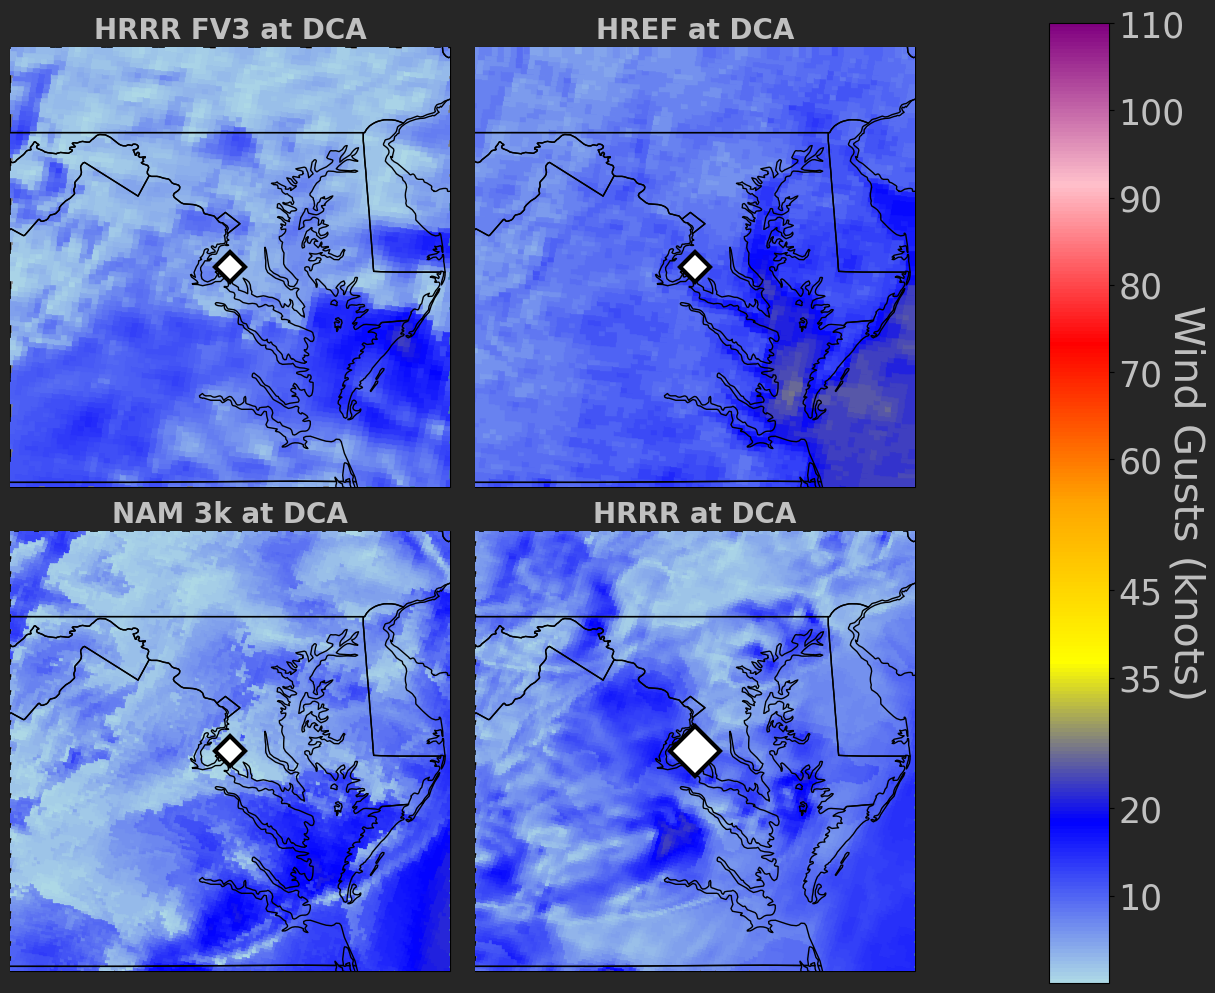 HRRR FV3 at DCA
HREF at DCA
NAM 3k at DCA
HRRR at DCA
110
100
90
80
70
60
45
35
20
10
Wind Gusts (knots)